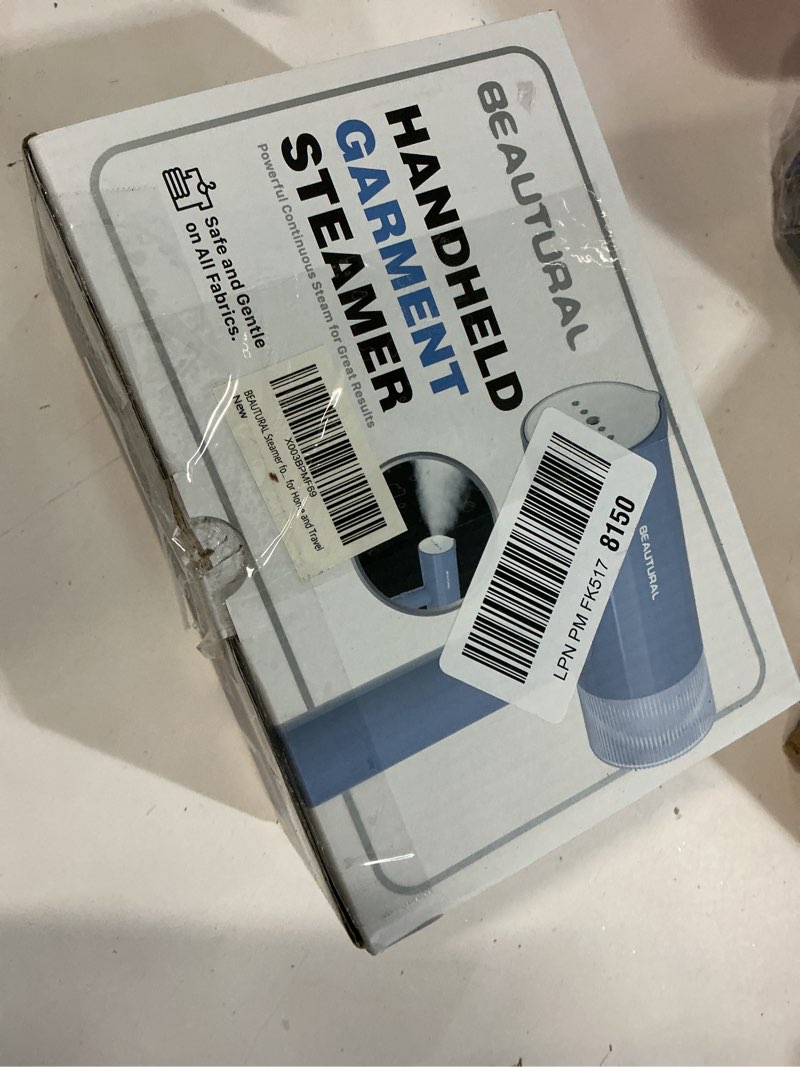 BEAUTURAL
HANDHELD
GARMENT
STEAMER
Powerful Continuous Steam for Great Results
Safe and Gentle
on All Fabrics.
X003BPMF69
BEAUTURAL Steamer fo... for Home and Travel
New
LPN PM FK517 8150
BEAUTURAL